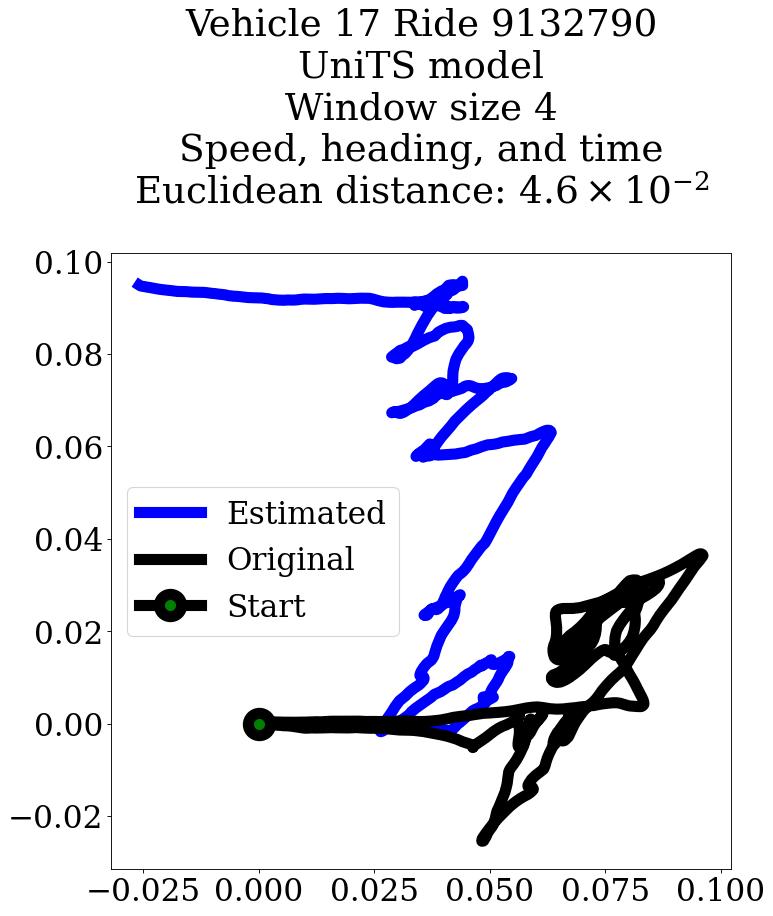 Vehicle 17 Ride 9132790
UniTS model
Window size 4
Speed, heading, and time
Euclidean distance: 4.6 × 10⁻²
0.10
0.08
0.06
0.04
0.02
0.00
−0.02
Estimated
Original
Start
−0.025 0.000 0.025 0.050 0.075 0.100